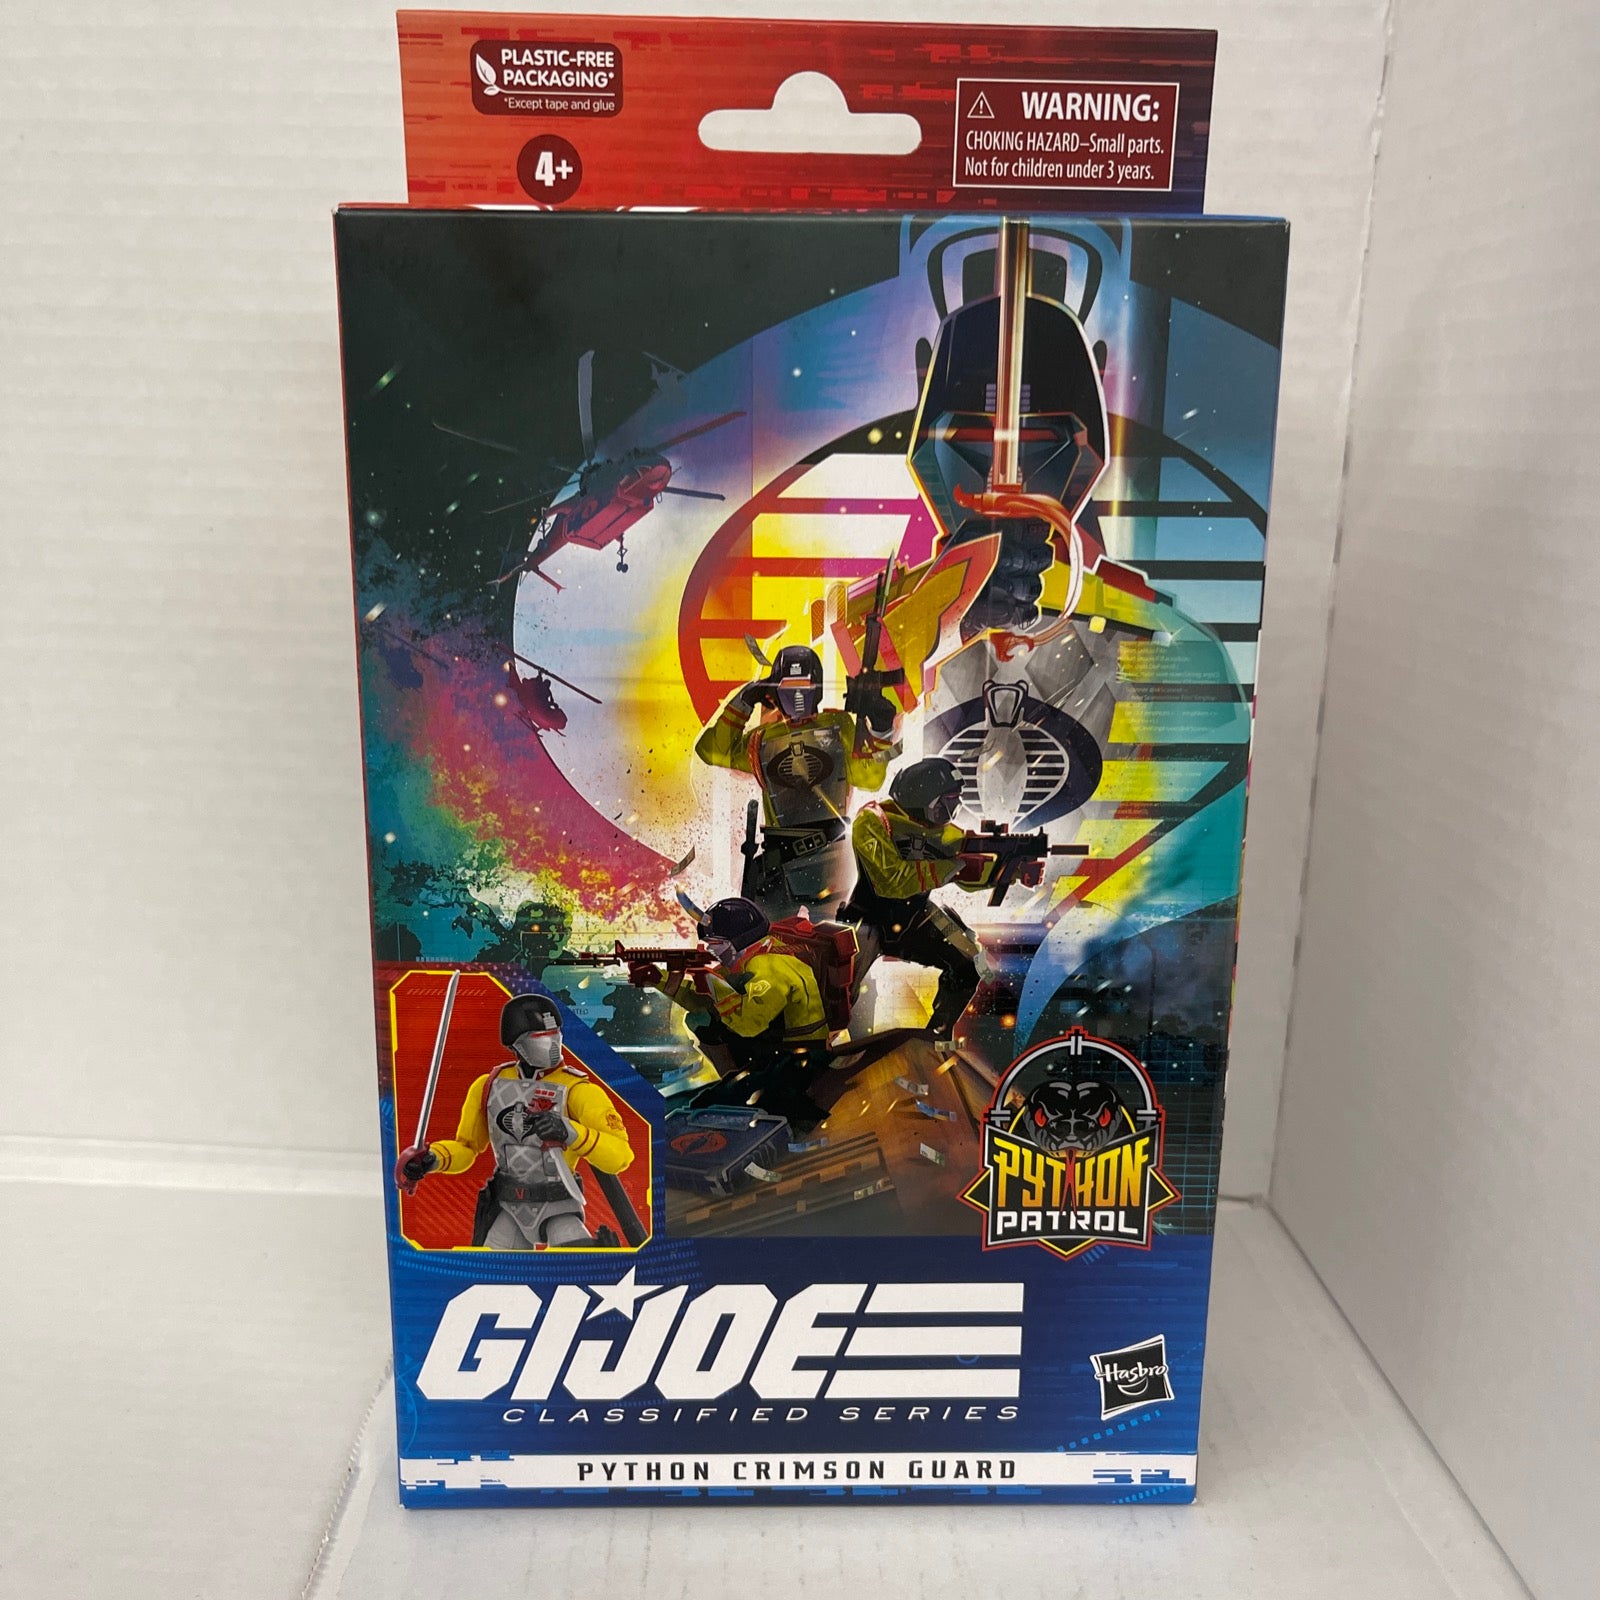 PLASTIC-FREE
PACKAGING*
*Except tape and glue
4+
WARNING:
CHOKING HAZARD–Small parts.
Not for children under 3 years.
PYTHON
PATROL
GI JOE
CLASSIFIED SERIES
Hasbro
PYTHON CRIMSON GUARD